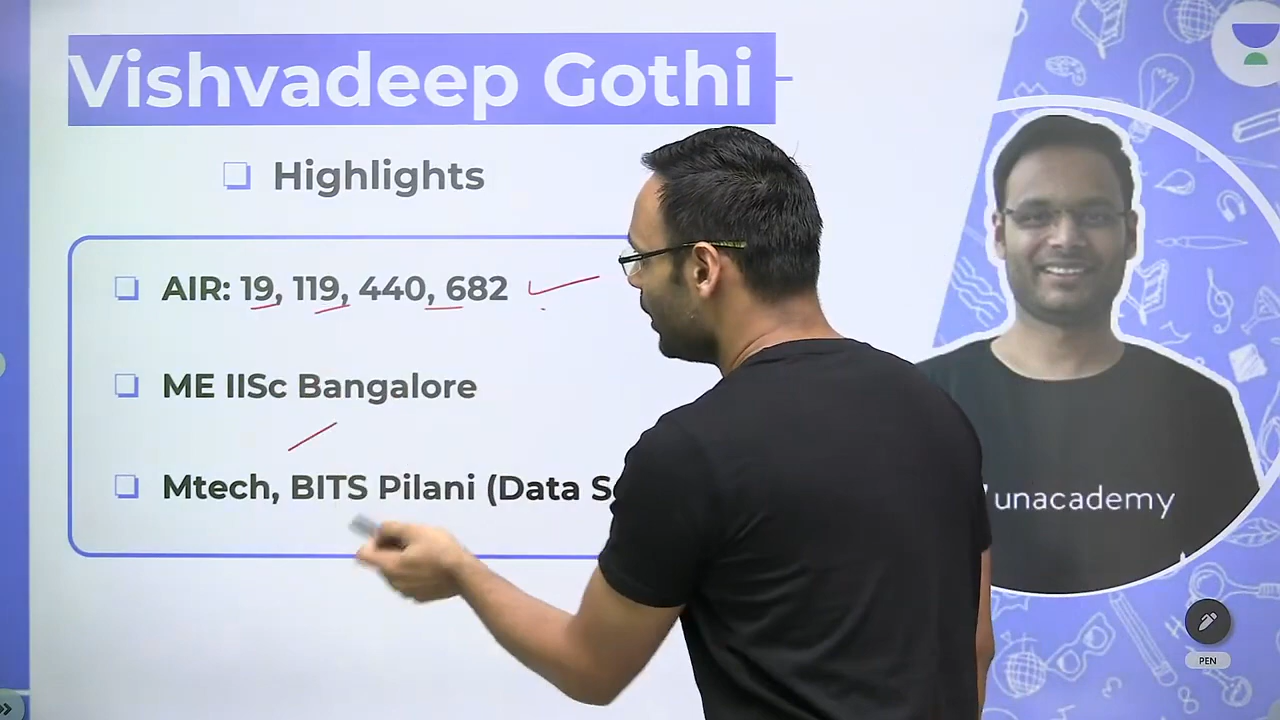 Vishvadeep Gothi
Highlights
AIR: 19, 119, 440, 682
ME IISc Bangalore
Mtech, BITS Pilani (Data
unacademy
PEN